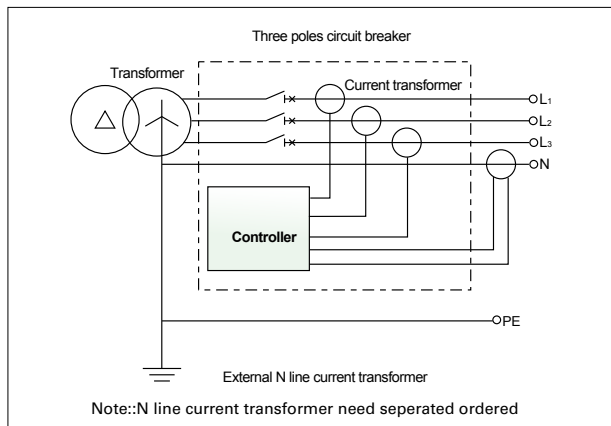 Three poles circuit breaker
Transformer
Current transformer
L1
L2
L3
N
Controller
PE
External N line current transformer
Note::N line current transformer need seperated ordered